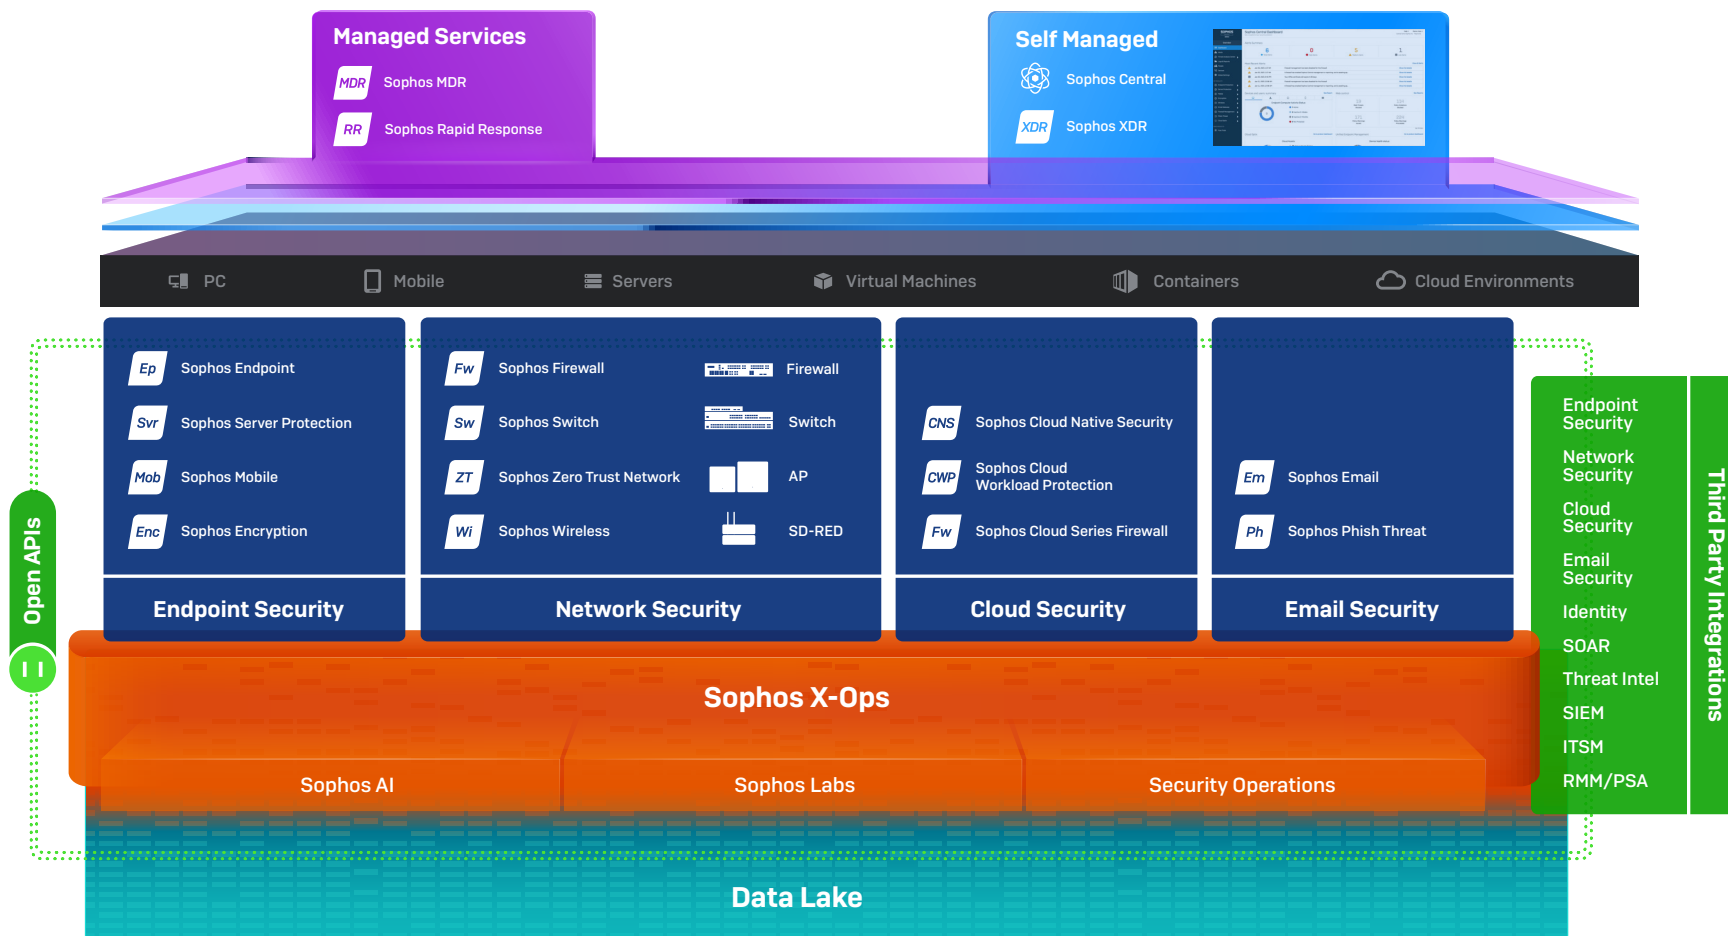 Managed Services
MDR Sophos MDR
RR Sophos Rapid Response
Self Managed
Sophos Central
XDR Sophos XDR
PC
Mobile
Servers
Virtual Machines
Containers
Cloud Environments
Ep Sophos Endpoint
Svr Sophos Server Protection
Mob Sophos Mobile
Enc Sophos Encryption
Endpoint Security
Fw Sophos Firewall
Sw Sophos Switch
ZT Sophos Zero Trust Network
Wi Sophos Wireless
Firewall
Switch
AP
SD-RED
Network Security
CNS Sophos Cloud Native Security
CWP Sophos Cloud
Workload Protection
Fw Sophos Cloud Series Firewall
Cloud Security
Em Sophos Email
Ph Sophos Phish Threat
Email Security
Open APIs
Endpoint
Security
Network
Security
Cloud
Security
Email
Security
Identity
SOAR
Threat Intel
SIEM
ITSM
RMM/PSA
Third Party Integrations
Sophos X-Ops
Sophos AI
Sophos Labs
Security Operations
Data Lake